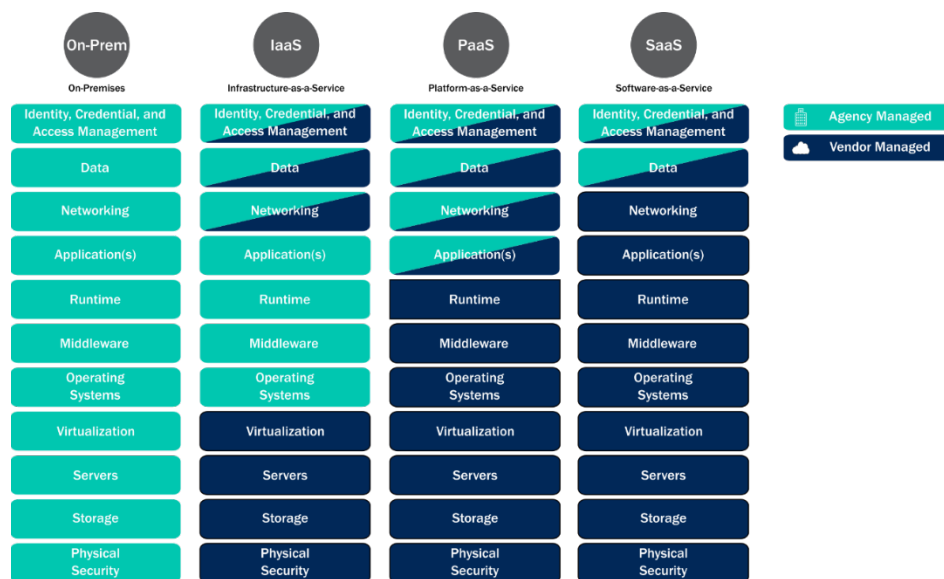 On-Prem
IaaS
PaaS
SaaS
On-Premises
Infrastructure-as-a-Service
Platform-as-a-Service
Software-as-a-Service
Identity, Credential, and
Access Management
Identity, Credential, and
Access Management
Identity, Credential, and
Access Management
Identity, Credential, and
Access Management
Agency Managed
Vendor Managed
Data
Data
Data
Data
Networking
Networking
Networking
Networking
Application(s)
Application(s)
Application(s)
Application(s)
Runtime
Runtime
Runtime
Runtime
Middleware
Middleware
Middleware
Middleware
Operating
Systems
Operating
Systems
Operating
Systems
Operating
Systems
Virtualization
Virtualization
Virtualization
Virtualization
Servers
Servers
Servers
Servers
Storage
Storage
Storage
Storage
Physical
Security
Physical
Security
Physical
Security
Physical
Security